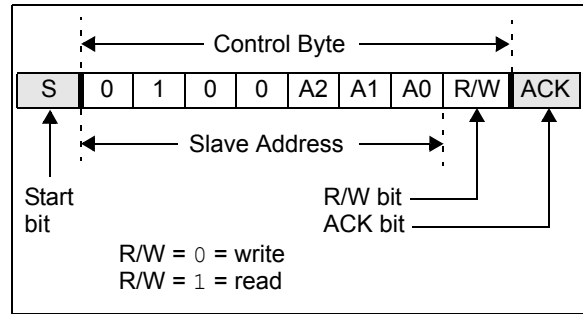 Control Byte
S 0 1 0 0 A2 A1 A0 R/W ACK
Slave Address
Start
bit
R/W bit
ACK bit
R/W = 0 = write
R/W = 1 = read